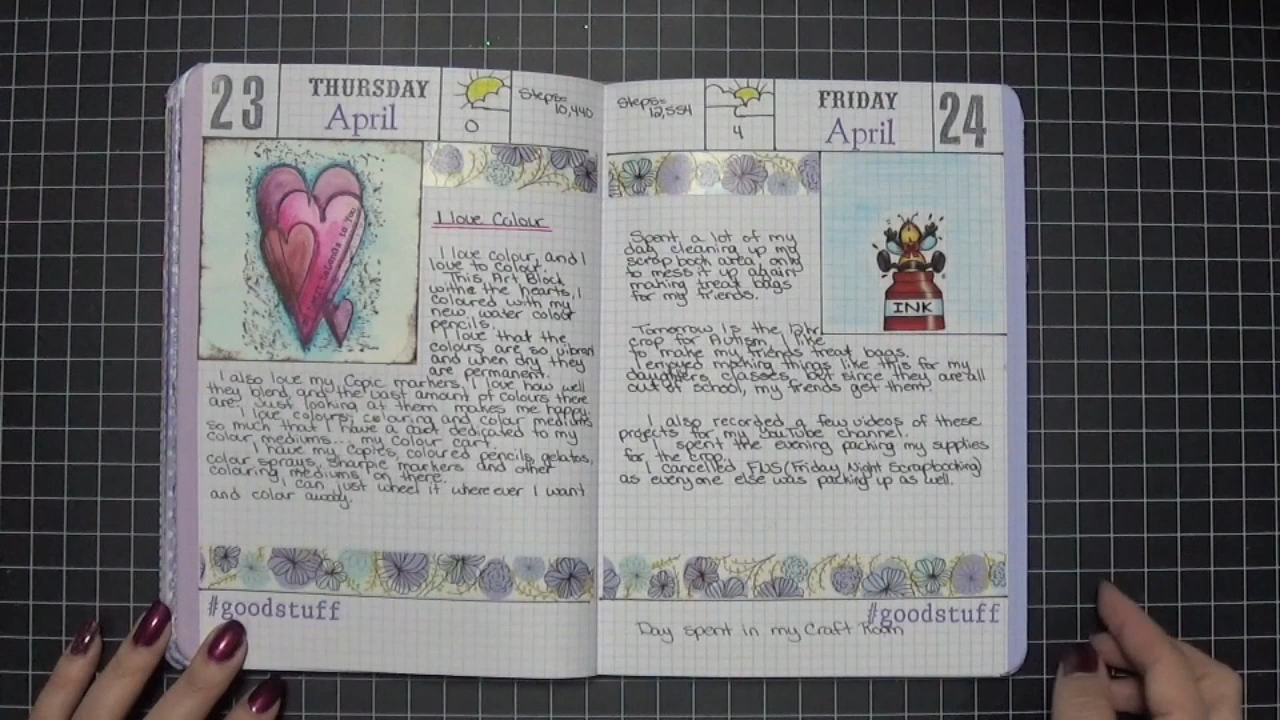 23
THURSDAY
April
0
Steps=
10,440
I love Colour
I love colour, and I
love to colour.
This Art Block
withe the hearts, I
coloured with my
new water colour
pencils.
I love that the
colours are so vibrant
and when dry they
are permanent.
I also love my Copic markers, I love how well
they blend, and the vast amount of colours there
are. Just looking at them makes me happy.
I love colours, colouring and colour mediums
so much that I have a cart dedicated to my
colour mediums... my colour cart.
I have my Copics, coloured pencils, gelatos,
colour sprays, sharpie markers and other
colouring mediums on there.
I can just wheel it where ever I want
and color away.
#goodstuff
Steps=
12,554
4
FRIDAY
April
24
INK
Spent a lot of my
day cleaning up my
scrap book area, only
to mess it up again
making treat bags
for my friends.
Tomorrow is the 12hr
crop for Autism. I like
to make my friends treat bags.
I enjoyed making things like this for my
daughters classes, but since they are all
out of school, my friends get them!
I also recorded a few videos of these
projects for my YouTube channel.
I spent the evening packing my supplies
for the crop.
I cancelled FNS (Friday Night Scrapbooking)
as everyone else was packing up as well.
#goodstuff
Day spent in my Craft Room